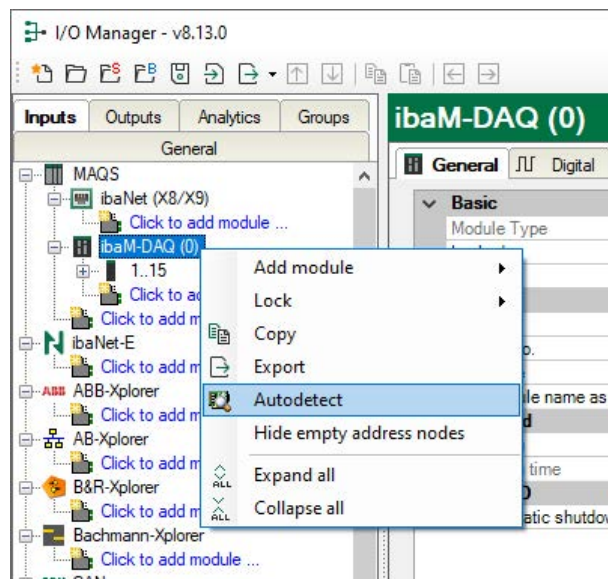 I/O Manager - v8.13.0
Inputs Outputs Analytics Groups
General
MAQS
ibaNet (X8/X9)
Click to add module ...
ibaM-DAQ (0)
1..15
Click to ad
Click to add m
ibaNet-E
Click to add m
ABB-Xplorer
Click to add m
AB-Xplorer
Click to add m
B&R-Xplorer
Click to add m
Bachmann-Xplorer
Click to add module ...
ibaM-DAQ (0)
General Digital
Basic
Module Type
o.
le name as
d
time
atic shutdow
Add module
Lock
Copy
Export
Autodetect
Hide empty address nodes
ALL Expand all
ALL Collapse all